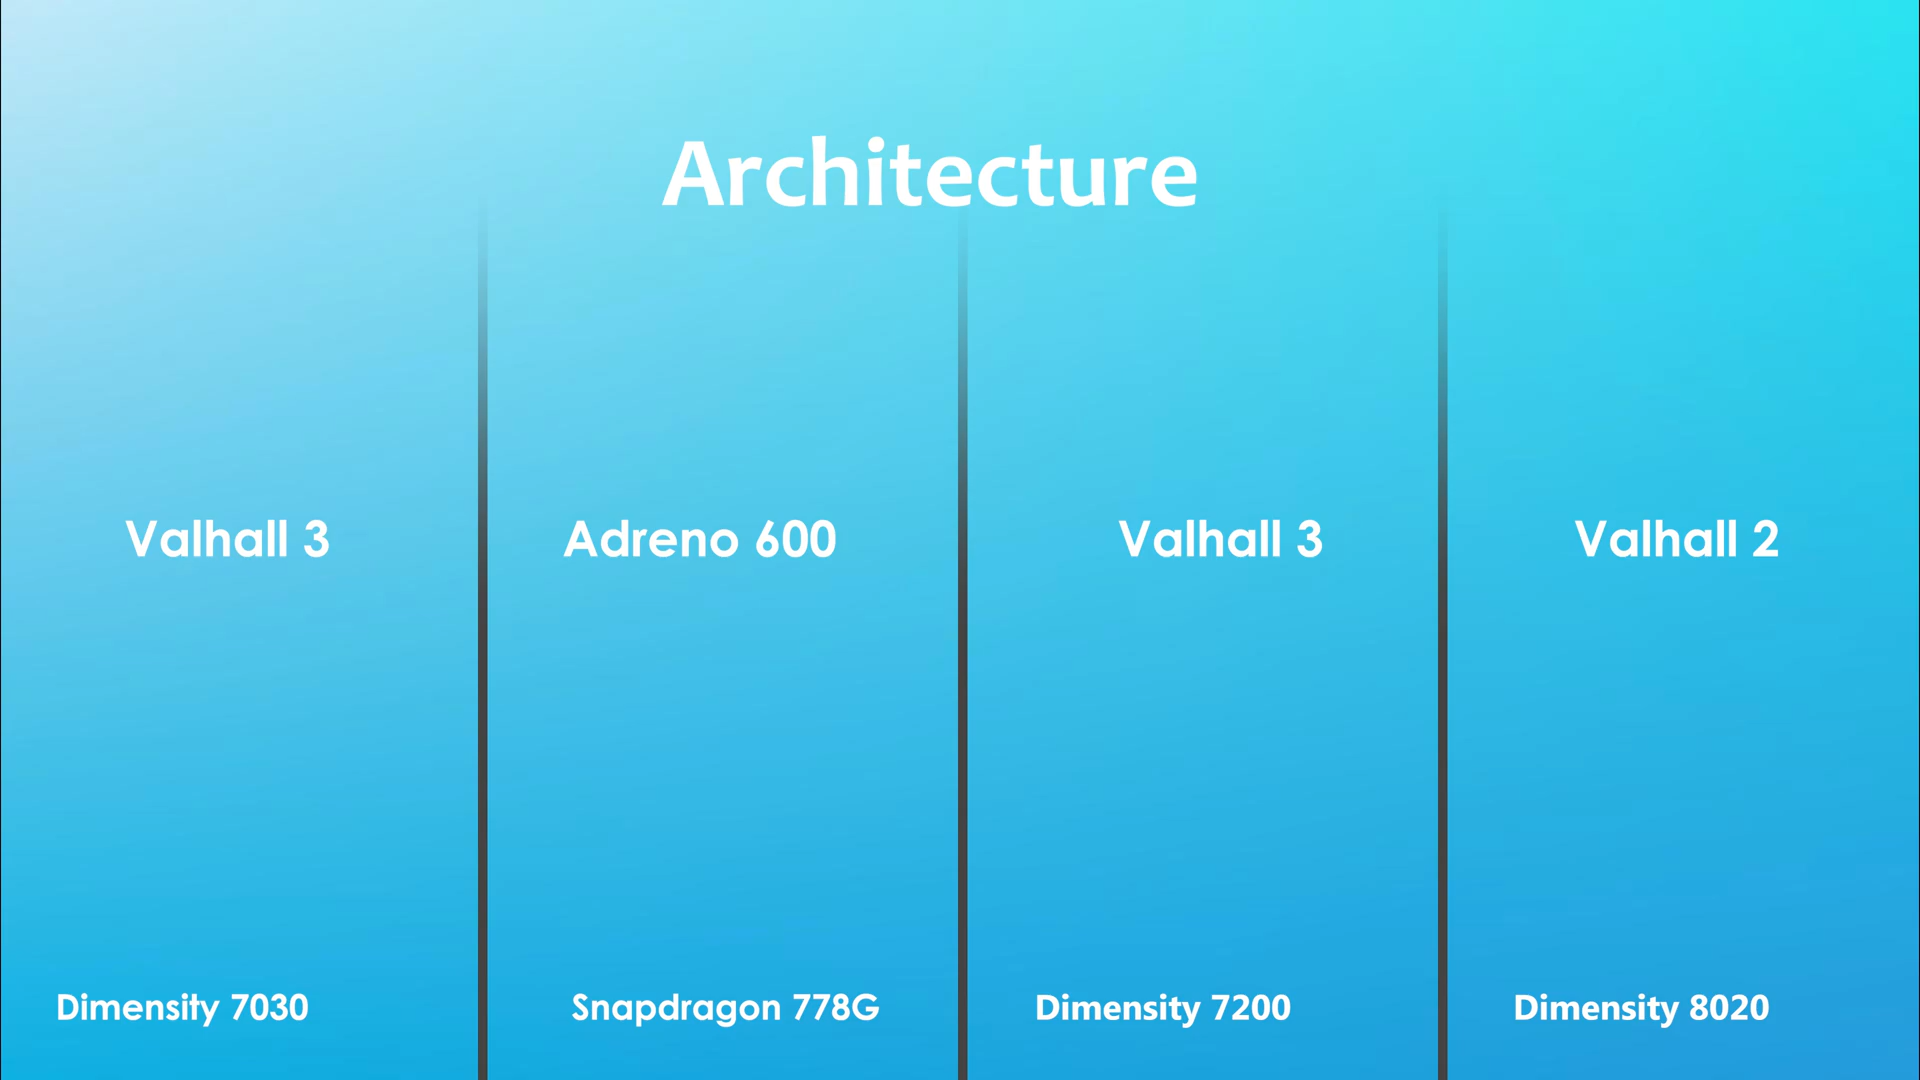 Architecture
Valhall 3
Adreno 600
Valhall 3
Valhall 2
Dimensity 7030
Snapdragon 778G
Dimensity 7200
Dimensity 8020